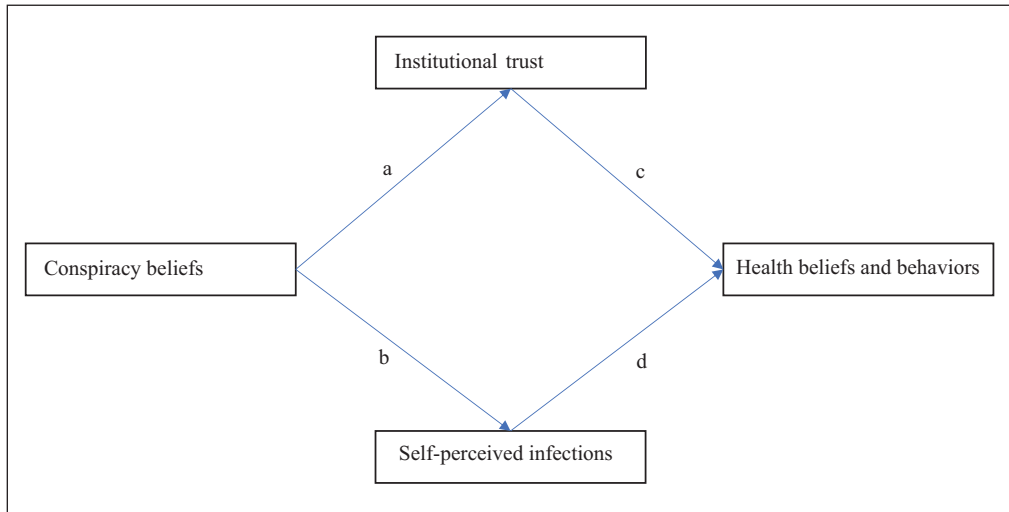 Institutional trust
a
c
Conspiracy beliefs
Health beliefs and behaviors
b
d
Self-perceived infections